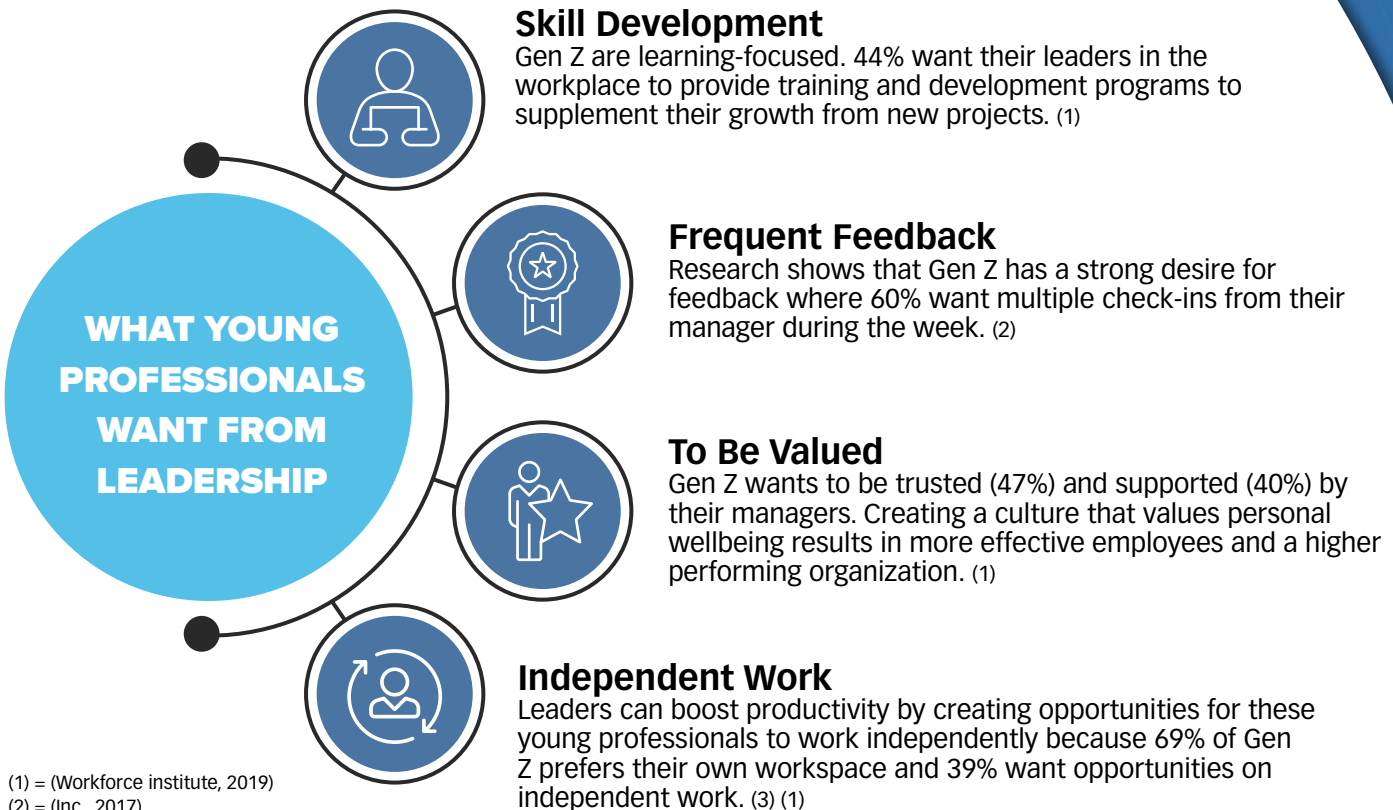 Skill Development
Gen Z are learning-focused. 44% want their leaders in the
workplace to provide training and development programs to
supplement their growth from new projects. (1)
Frequent Feedback
Research shows that Gen Z has a strong desire for
feedback where 60% want multiple check-ins from their
manager during the week. (2)
WHAT YOUNG
PROFESSIONALS
WANT FROM
LEADERSHIP
To Be Valued
Gen Z wants to be trusted (47%) and supported (40%) by
their managers. Creating a culture that values personal
wellbeing results in more effective employees and a higher
performing organization. (1)
Independent Work
Leaders can boost productivity by creating opportunities for these
young professionals to work independently because 69% of Gen
Z prefers their own workspace and 39% want opportunities on
independent work. (3) (1)
(1) = (Workforce institute, 2019)
(2) = (Inc., 2017)